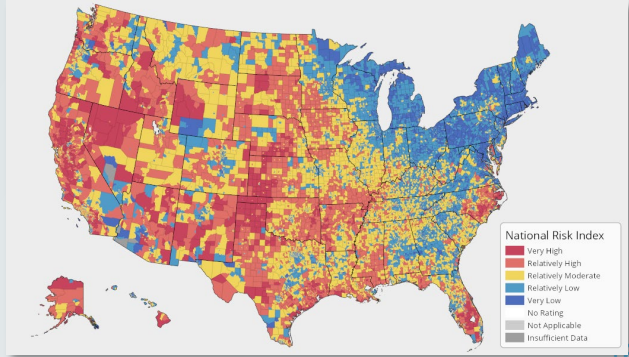 National Risk Index
Very High
Relatively High
Relatively Moderate
Relatively Low
Very Low
No Rating
Not Applicable
Insufficient Data